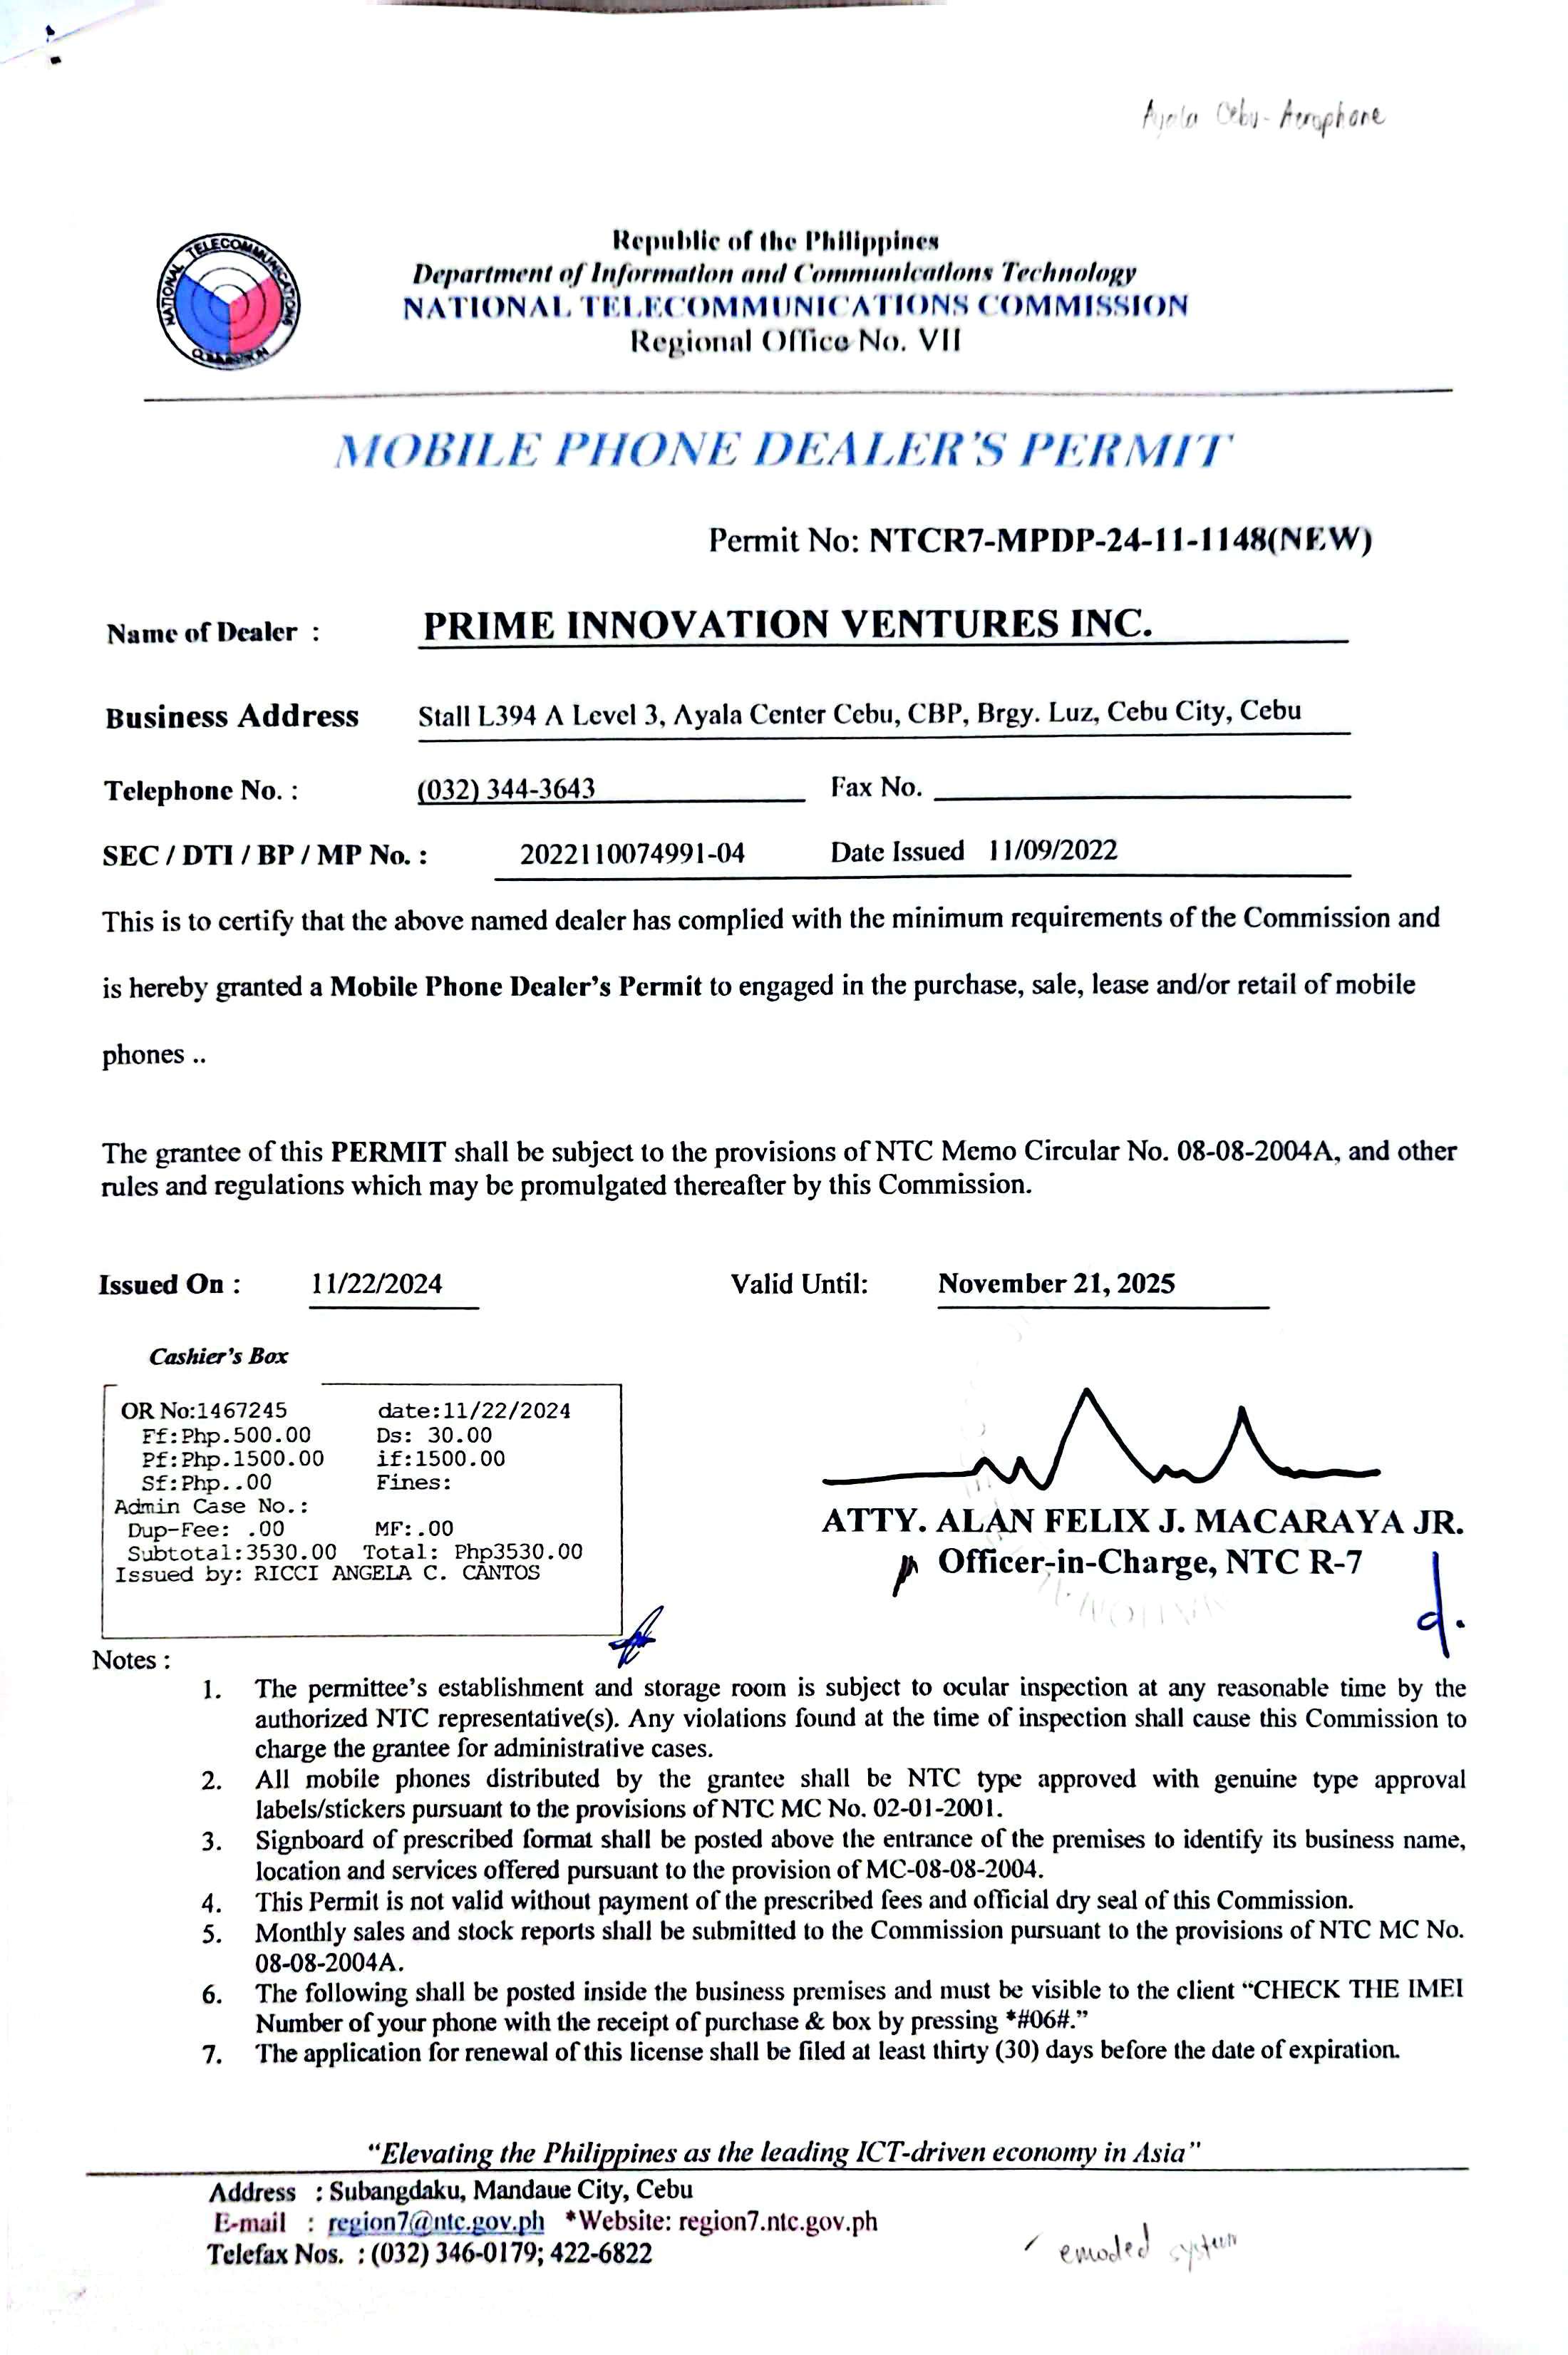 Ayala Cebu - Aerophone
NATIONAL TELECOMMUNICATIONS COMMISSION
Republic of the Philippines
Department of Information and Communications Technology
NATIONAL TELECOMMUNICATIONS COMMISSION
Regional Office No. VII
MOBILE PHONE DEALER'S PERMIT
Permit No: NTCR7-MPDP-24-11-1148(NEW)
Name of Dealer : PRIME INNOVATION VENTURES INC.
Business Address Stall L394 A Level 3, Ayala Center Cebu, CBP, Brgy. Luz, Cebu City, Cebu
Telephone No. : (032) 344-3643 Fax No.
SEC / DTI / BP / MP No. : 2022110074991-04 Date Issued 11/09/2022
This is to certify that the above named dealer has complied with the minimum requirements of the Commission and
is hereby granted a Mobile Phone Dealer's Permit to engaged in the purchase, sale, lease and/or retail of mobile
phones ..
The grantee of this PERMIT shall be subject to the provisions of NTC Memo Circular No. 08-08-2004A, and other
rules and regulations which may be promulgated thereafter by this Commission.
Issued On : 11/22/2024 Valid Until: November 21, 2025
Cashier's Box
OR No:1467245 date:11/22/2024
Ff:Php.500.00 Ds: 30.00
Pf:Php.1500.00 if:1500.00
Sf:Php..00 Fines:
Admin Case No.:
Dup-Fee: .00 MF:.00
Subtotal:3530.00 Total: Php3530.00
Issued by: RICCI ANGELA C. CANTOS
ATTY. ALAN FELIX J. MACARAYA JR.
Officer-in-Charge, NTC R-7
Notes :
1. The permittee's establishment and storage room is subject to ocular inspection at any reasonable time by the
authorized NTC representative(s). Any violations found at the time of inspection shall cause this Commission to
charge the grantee for administrative cases.
2. All mobile phones distributed by the grantee shall be NTC type approved with genuine type approval
labels/stickers pursuant to the provisions of NTC MC No. 02-01-2001.
3. Signboard of prescribed format shall be posted above the entrance of the premises to identify its business name,
location and services offered pursuant to the provision of MC-08-08-2004.
4. This Permit is not valid without payment of the prescribed fees and official dry seal of this Commission.
5. Monthly sales and stock reports shall be submitted to the Commission pursuant to the provisions of NTC MC No.
08-08-2004A.
6. The following shall be posted inside the business premises and must be visible to the client “CHECK THE IMEI
Number of your phone with the receipt of purchase & box by pressing *#06#.”
7. The application for renewal of this license shall be filed at least thirty (30) days before the date of expiration.
“Elevating the Philippines as the leading ICT-driven economy in Asia”
Address : Subangdaku, Mandaue City, Cebu
E-mail : region7@ntc.gov.ph *Website: region7.ntc.gov.ph
Telefax Nos. : (032) 346-0179; 422-6822
emoded system